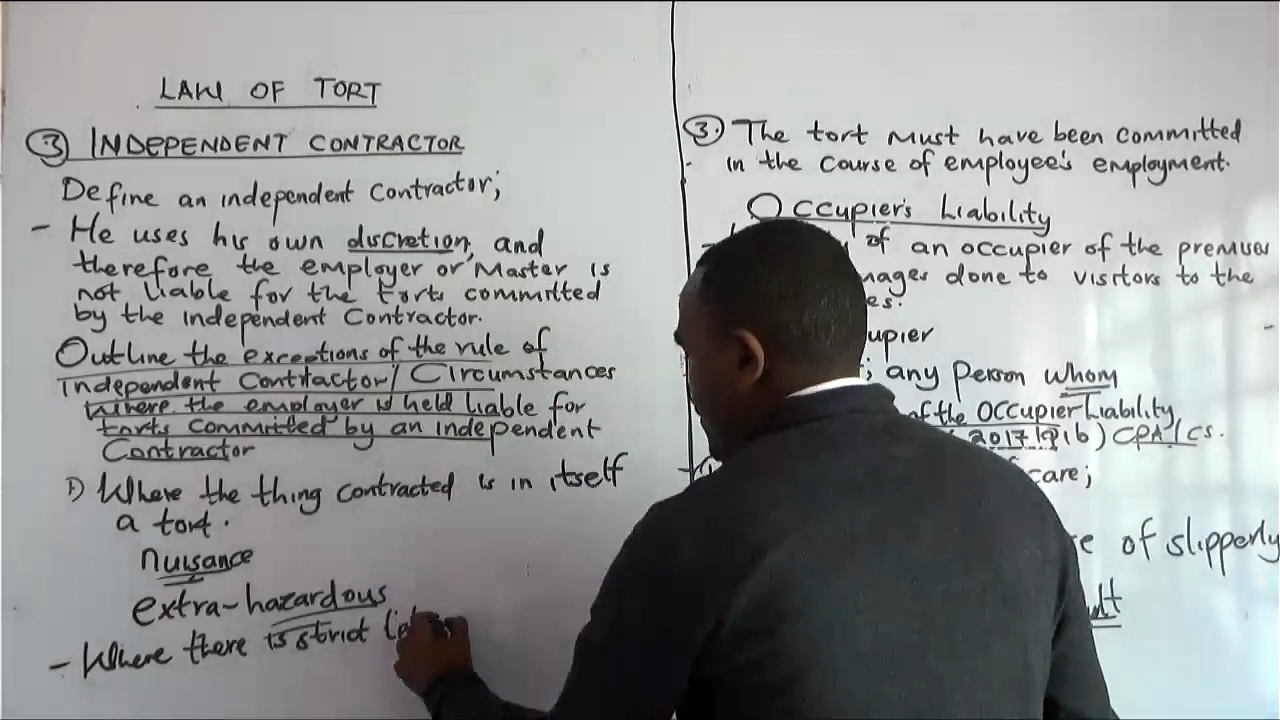 LAW OF TORT
③ INDEPENDENT CONTRACTOR
Define an independent Contractor;
- He uses his own discretion, and
therefore the employer or Master is
not liable for the torts committed
by the independent Contractor.
Outline the exceptions of the rule of
independent Contractor/ Circumstances
Where the employer is held liable for
torts committed by an independent
Contractor
1) Where the thing contracted is in itself
a tort.
nuisance
extra-hazardous
- Where there is strict
③. The tort must have been committed
in the course of employee's employment.
Occupier's Liability
of an occupier of the premises
done to visitors to the
; any person whom
of the Occupier Liability
2017 CPA/CS.
care;
of slipperly